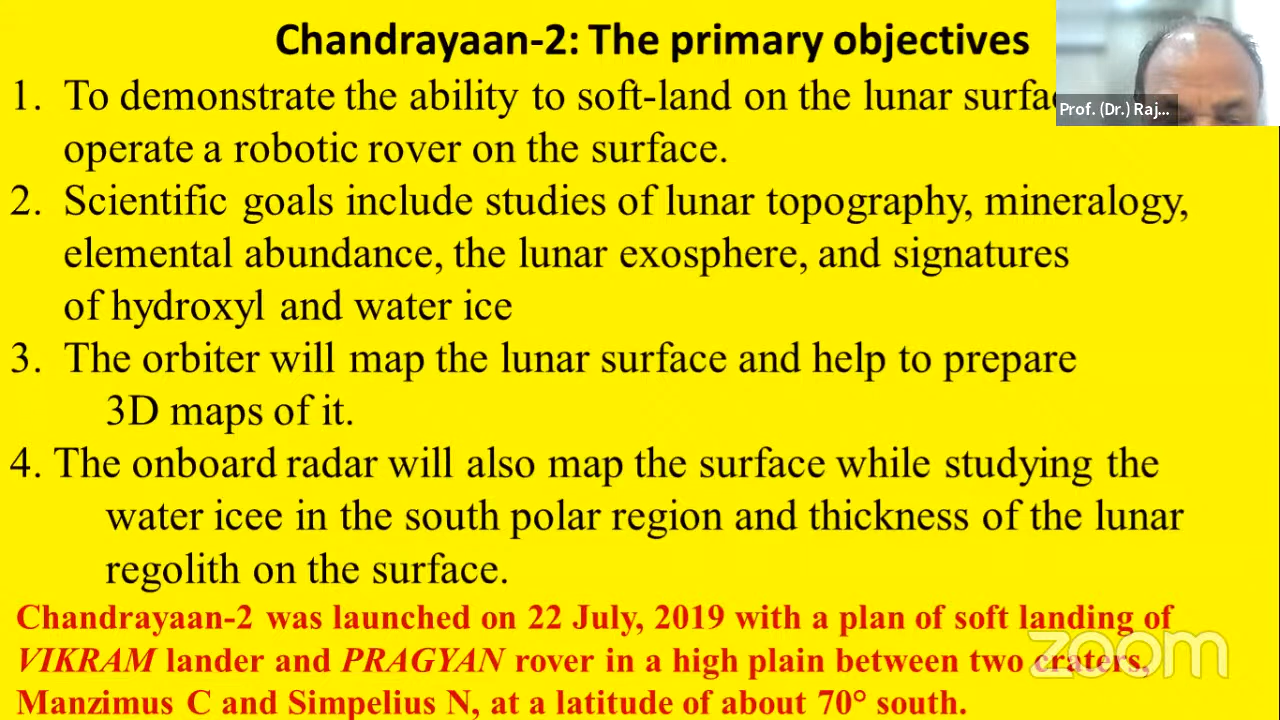 Chandrayaan-2: The primary objectives
1. To demonstrate the ability to soft-land on the lunar
operate a robotic rover on the surface.
2. Scientific goals include studies of lunar topography, mineralogy,
elemental abundance, the lunar exosphere, and signatures
of hydroxyl and water ice
3. The orbiter will map the lunar surface and help to prepare
3D maps of it.
4. The onboard radar will also map the surface while studying the
water icee in the south polar region and thickness of the lunar
regolith on the surface.
Chandrayaan-2 was launched on 22 July, 2019 with a plan of soft landing of
VIKRAM lander and PRAGYAN rover in a high plain between two craters,
Manzimus C and Simpelius N, at a latitude of about 70° south.
Prof. (Dr.) Raj...
zoom